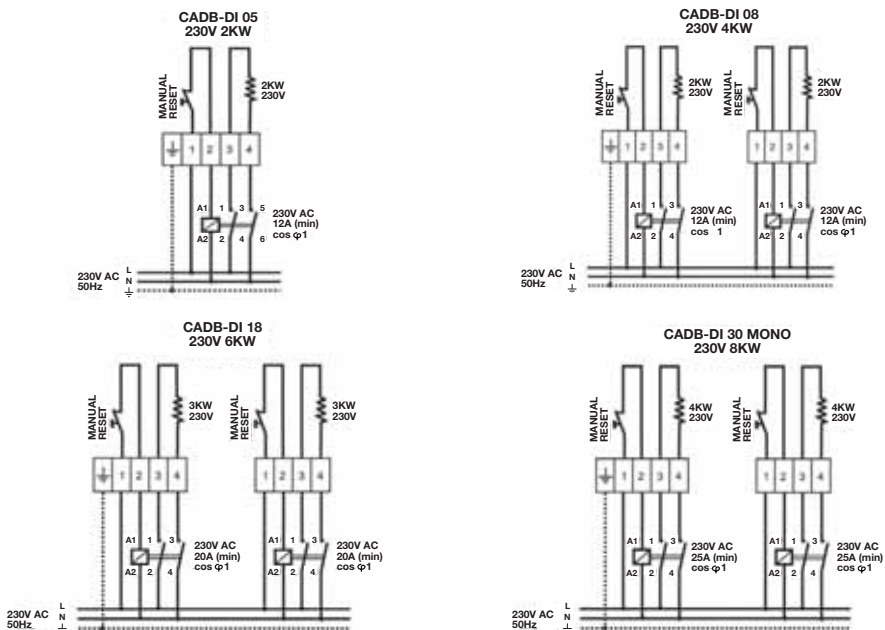 CADB-DI 05
230V 2KW
MANUAL
RESET
2KW
230V
1 2 3 4
A1 1 3 5
A2 2 4 6
230V AC
12A (min)
cos φ1
230V AC
50Hz
L
N
CADB-DI 08
230V 4KW
MANUAL
RESET
2KW
230V
MANUAL
RESET
2KW
230V
1 2 3 4
1 2 3 4
A1 1 3
A2 2 4
230V AC
12A (min)
cos 1
A1 1 3
A2 2 4
230V AC
12A (min)
cos φ1
230V AC
50Hz
L
N
CADB-DI 18
230V 6KW
MANUAL
RESET
3KW
230V
MANUAL
RESET
3KW
230V
1 2 3 4
1 2 3 4
A1 1 3
A2 2 4
230V AC
20A (min)
cos φ1
A1 1 3
A2 2 4
230V AC
20A (min)
cos φ1
230V AC
50Hz
L
N
CADB-DI 30 MONO
230V 8KW
MANUAL
RESET
4KW
230V
MANUAL
RESET
4KW
230V
1 2 3 4
1 2 3 4
A1 1 3
A2 2 4
230V AC
25A (min)
cos φ1
A1 1 3
A2 2 4
230V AC
25A (min)
cos φ1
230V AC
50Hz
L
N